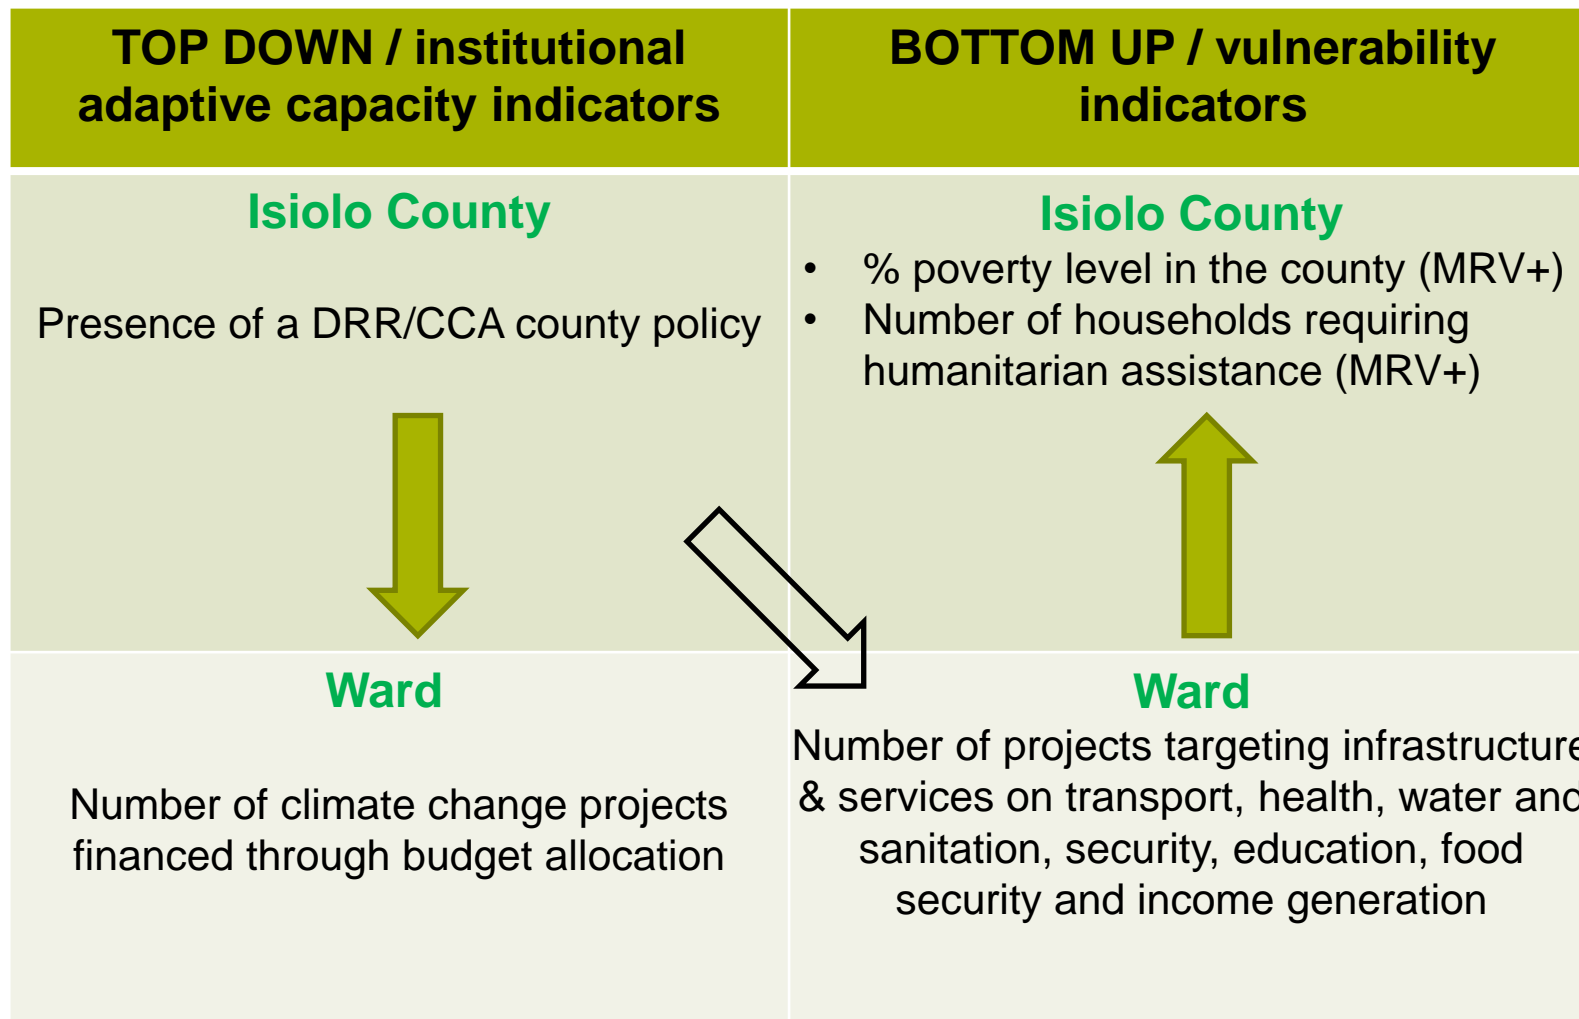 TOP DOWN / institutional
adaptive capacity indicators
BOTTOM UP / vulnerability
indicators
Isiolo County
Presence of a DRR/CCA county policy
Isiolo County
• % poverty level in the county (MRV+)
• Number of households requiring
humanitarian assistance (MRV+)
Ward
Number of climate change projects
financed through budget allocation
Ward
Number of projects targeting infrastructure
& services on transport, health, water and
sanitation, security, education, food
security and income generation